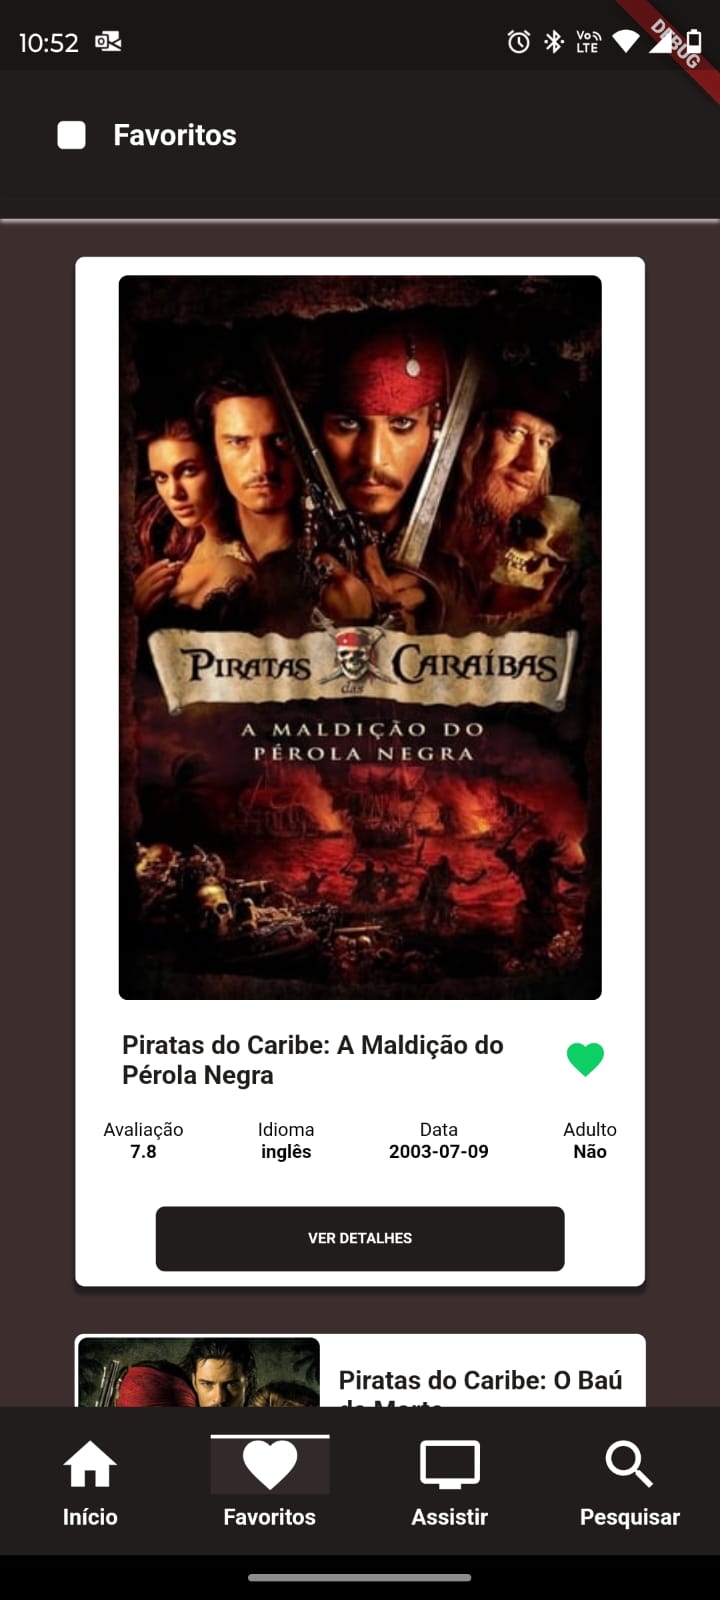 10:52
Vo
LTE
DEBUG
Favoritos
PIRATAS das CARAÍBAS
A MALDIÇÃO DO
PÉROLA NEGRA
Piratas do Caribe: A Maldição do
Pérola Negra
Avaliação Idioma Data Adulto
7.8 inglês 2003-07-09 Não
VER DETALHES
Piratas do Caribe: O Baú
Início Favoritos Assistir Pesquisar